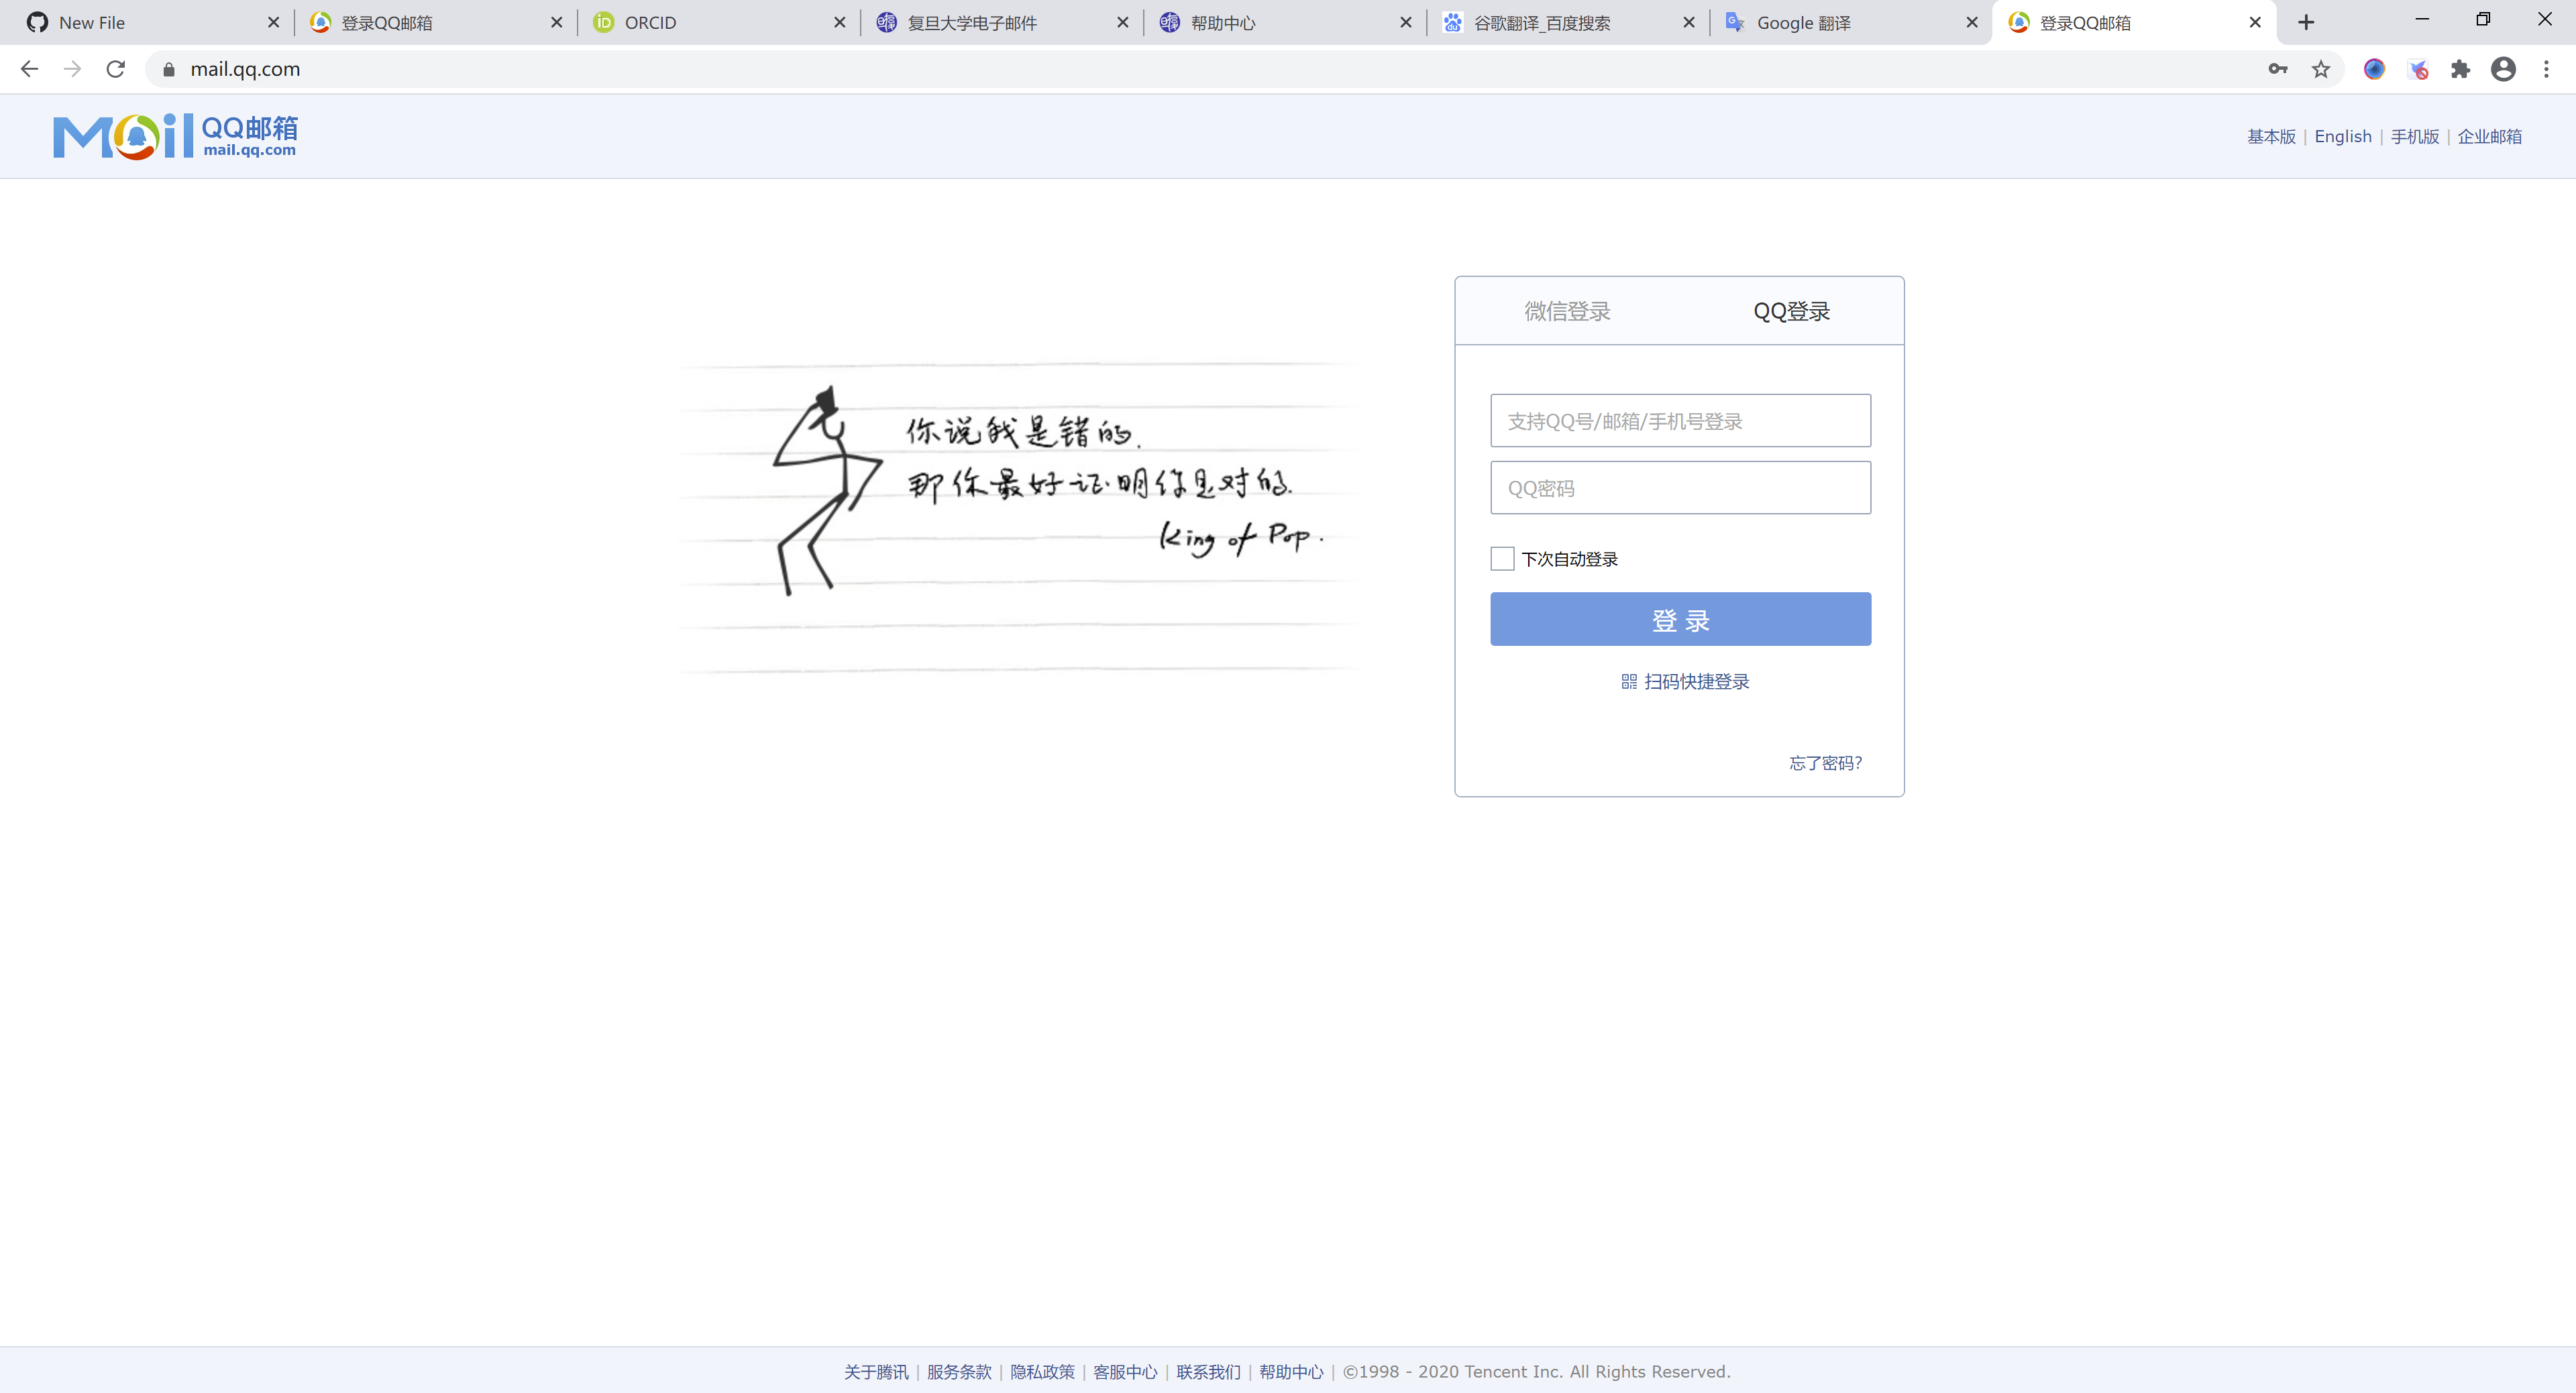 New File
登录QQ邮箱
ORCID
复旦大学电子邮件
帮助中心
谷歌翻译_百度搜索
Google 翻译
登录QQ邮箱
mail.qq.com
Mail QQ邮箱
mail.qq.com
基本版 | English | 手机版 | 企业邮箱
微信登录 QQ登录
你说我是错的.
那你最好证明你是对的.
King of Pop.
支持QQ号/邮箱/手机号登录
QQ密码
下次自动登录
登 录
扫码快捷登录
忘了密码?
关于腾讯 | 服务条款 | 隐私政策 | 客服中心 | 联系我们 | 帮助中心 | ©1998 - 2020 Tencent Inc. All Rights Reserved.